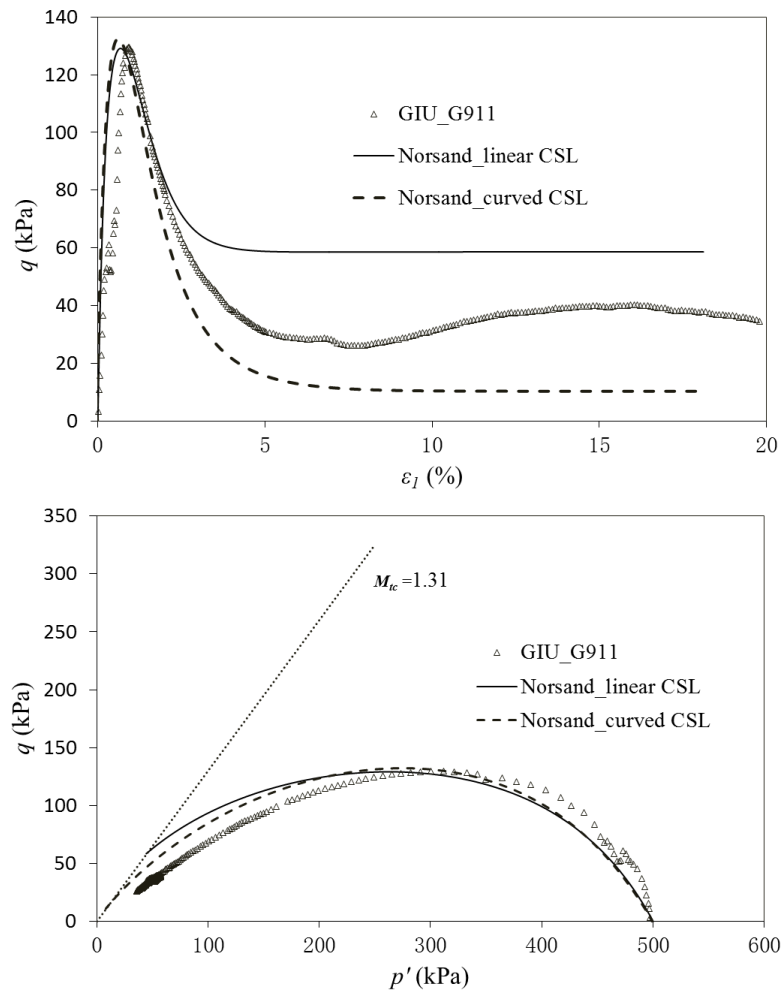 140
120
100
80
60
40
20
0
q (kPa)
GIU_G911
Norsand_linear CSL
Norsand_curved CSL
0 5 10 15 20
ε1 (%)
350
300
250
200
150
100
50
0
q (kPa)
Mtc =1.31
GIU_G911
Norsand_linear CSL
Norsand_curved CSL
0 100 200 300 400 500 600
p' (kPa)